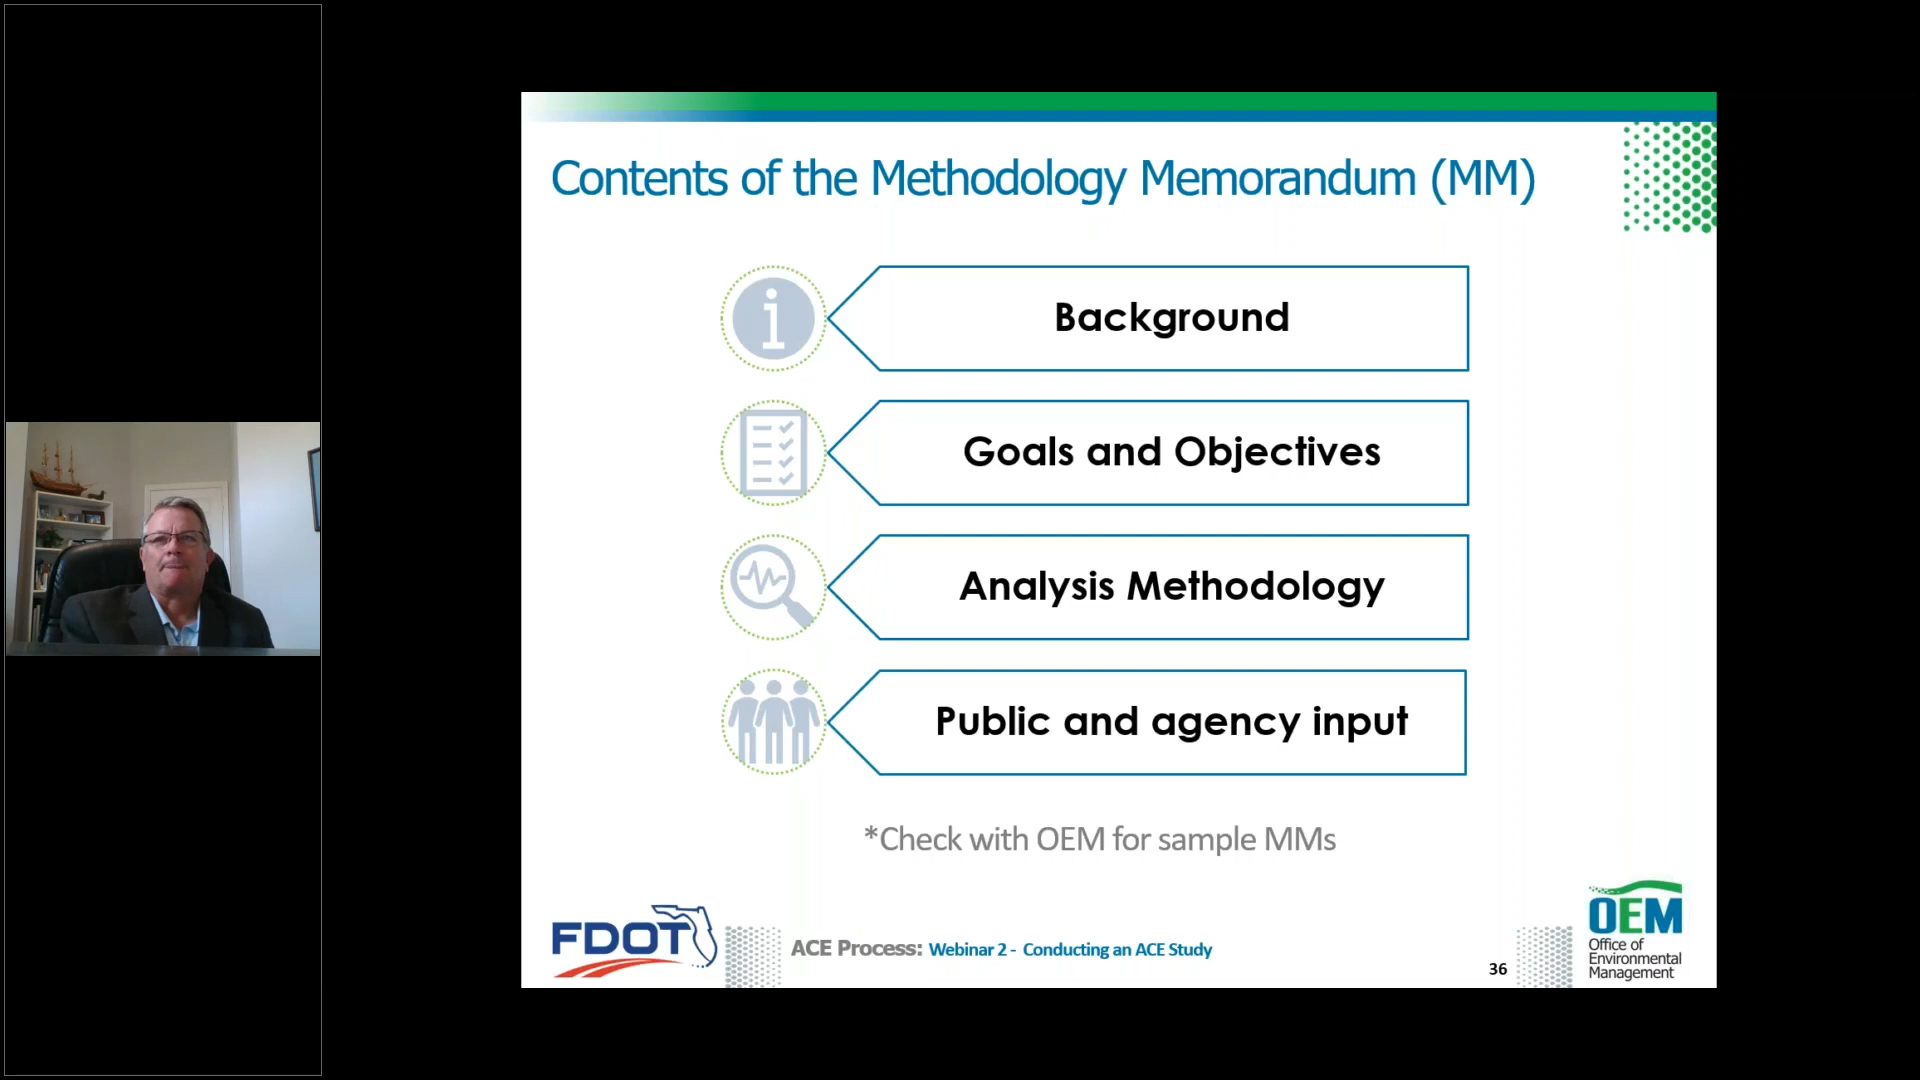 Contents of the Methodology Memorandum (MM)
Background
Goals and Objectives
Analysis Methodology
Public and agency input
*Check with OEM for sample MMs
FDOT
ACE Process: Webinar 2 - Conducting an ACE Study
36
OEM
Office of
Environmental
Management